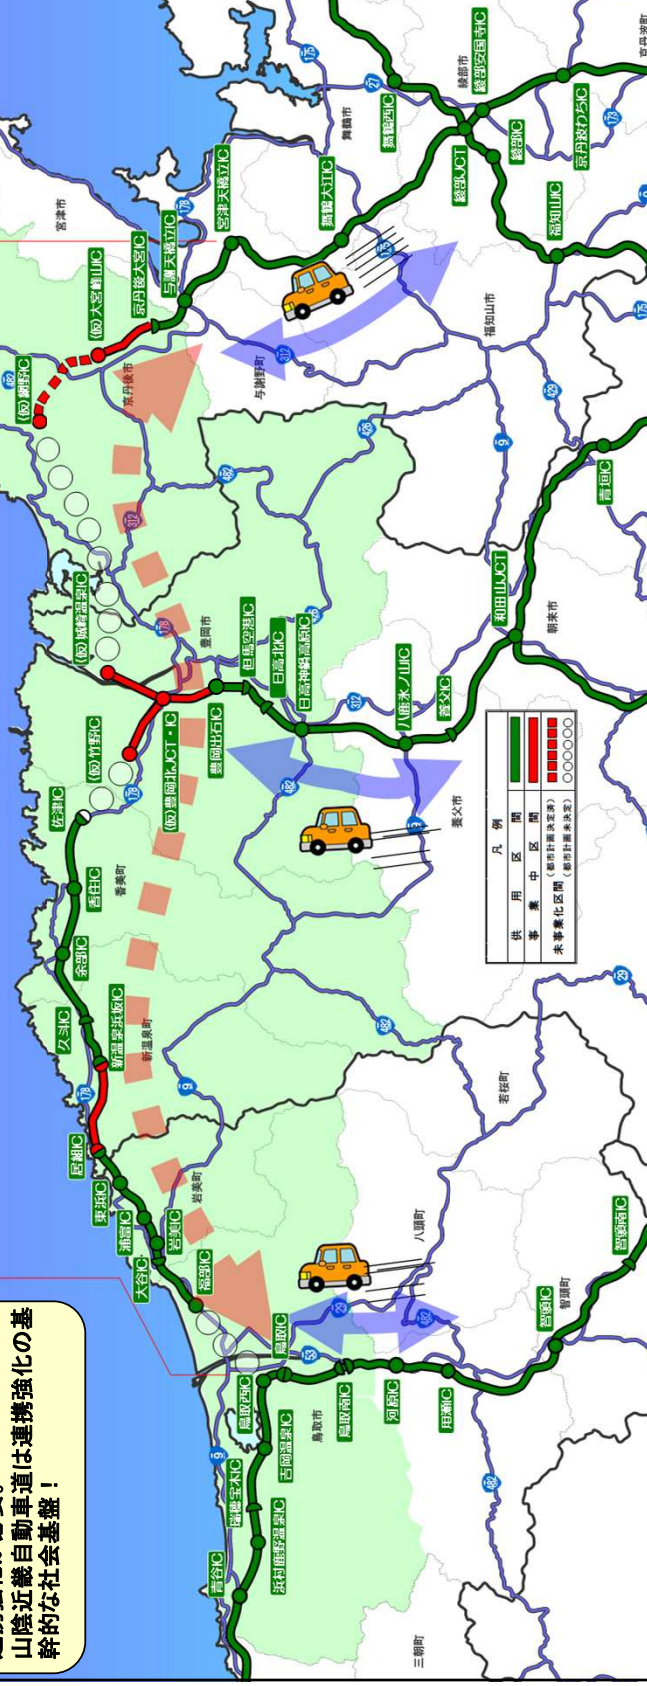 山陰近畿自動車道は連携強化の基
幹的な社会基盤！
青谷IC
浜村鹿野温泉IC
瑞穂宝木IC
吉岡温泉IC
鳥取西IC
鳥取市
鳥取IC
鳥取南IC
河原IC
用瀬IC
智頭IC
智頭町
智頭南IC
三朝町
八頭町
若桜町
福部IC
大谷IC
岩美IC
浦富IC
東浜IC
居組IC
岩美町
新温泉浜坂IC
新温泉町
久斗IC
余部IC
香住IC
香美町
佐津IC
(仮)竹野IC
(仮)豊岡北JCT・IC
豊岡出石IC
(仮)城崎温泉IC
豊岡市
但馬空港IC
日高北IC
日高神鍋高原IC
八鹿氷ノ山IC
養父IC
養父市
和田山JCT
朝来市
青垣IC
(仮)網野IC
(仮)大宮峰山IC
京丹後市
京丹後大宮IC
与謝天橋立IC
宮津天橋立IC
宮津市
与謝野町
舞鶴大江IC
舞鶴市
舞鶴西IC
綾部市
綾部安国寺IC
綾部JCT
綾部IC
京丹波わちIC
京丹波町
福知山IC
福知山市
凡例
供用区間
事業中区間
未事業化区間
(都市計画決定済)
(都市計画未決定)
9
29
53
178
482
312
426
429
175
27
173